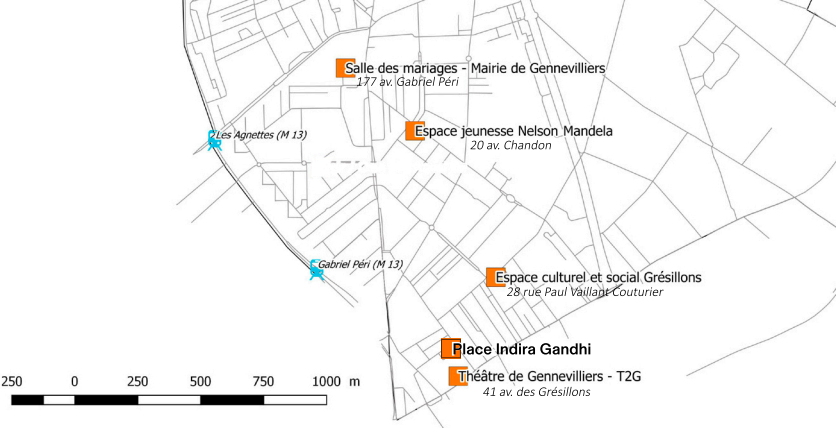 Salle des mariages - Mairie de Gennevilliers
177 av. Gabriel Péri
Espace jeunesse Nelson Mandela
20 av. Chandon
Les Agnettes (M 13)
Gabriel Péri (M 13)
Espace culturel et social Grésillons
28 rue Paul Vaillant Couturier
Place Indira Gandhi
Théâtre de Gennevilliers - T2G
41 av. des Grésillons
250 0 250 500 750 1000 m